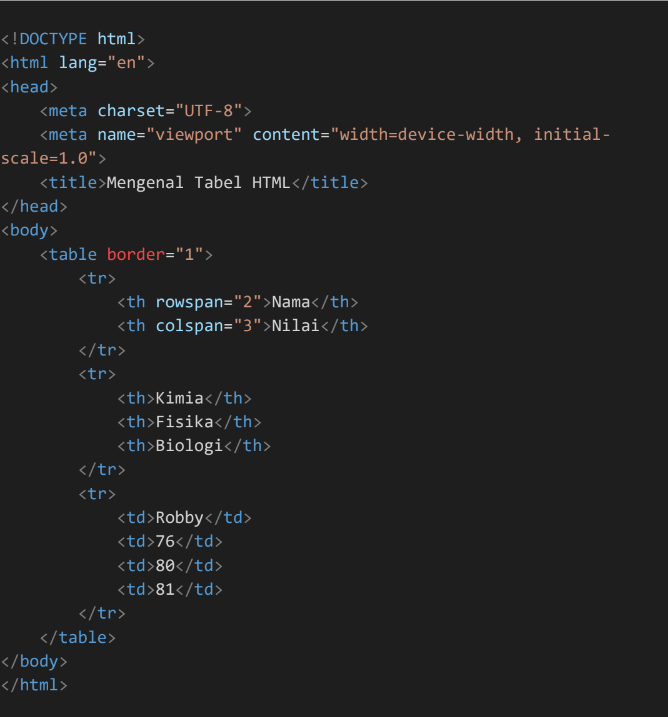 <!DOCTYPE html>
<html lang="en">
<head>
    <meta charset="UTF-8">
    <meta name="viewport" content="width=device-width, initial-
scale=1.0">
    <title>Mengenal Tabel HTML</title>
</head>
<body>
    <table border="1">
        <tr>
            <th rowspan="2">Nama</th>
            <th colspan="3">Nilai</th>
        </tr>
        <tr>
            <th>Kimia</th>
            <th>Fisika</th>
            <th>Biologi</th>
        </tr>
        <tr>
            <td>Robby</td>
            <td>76</td>
            <td>80</td>
            <td>81</td>
        </tr>
    </table>
</body>
</html>